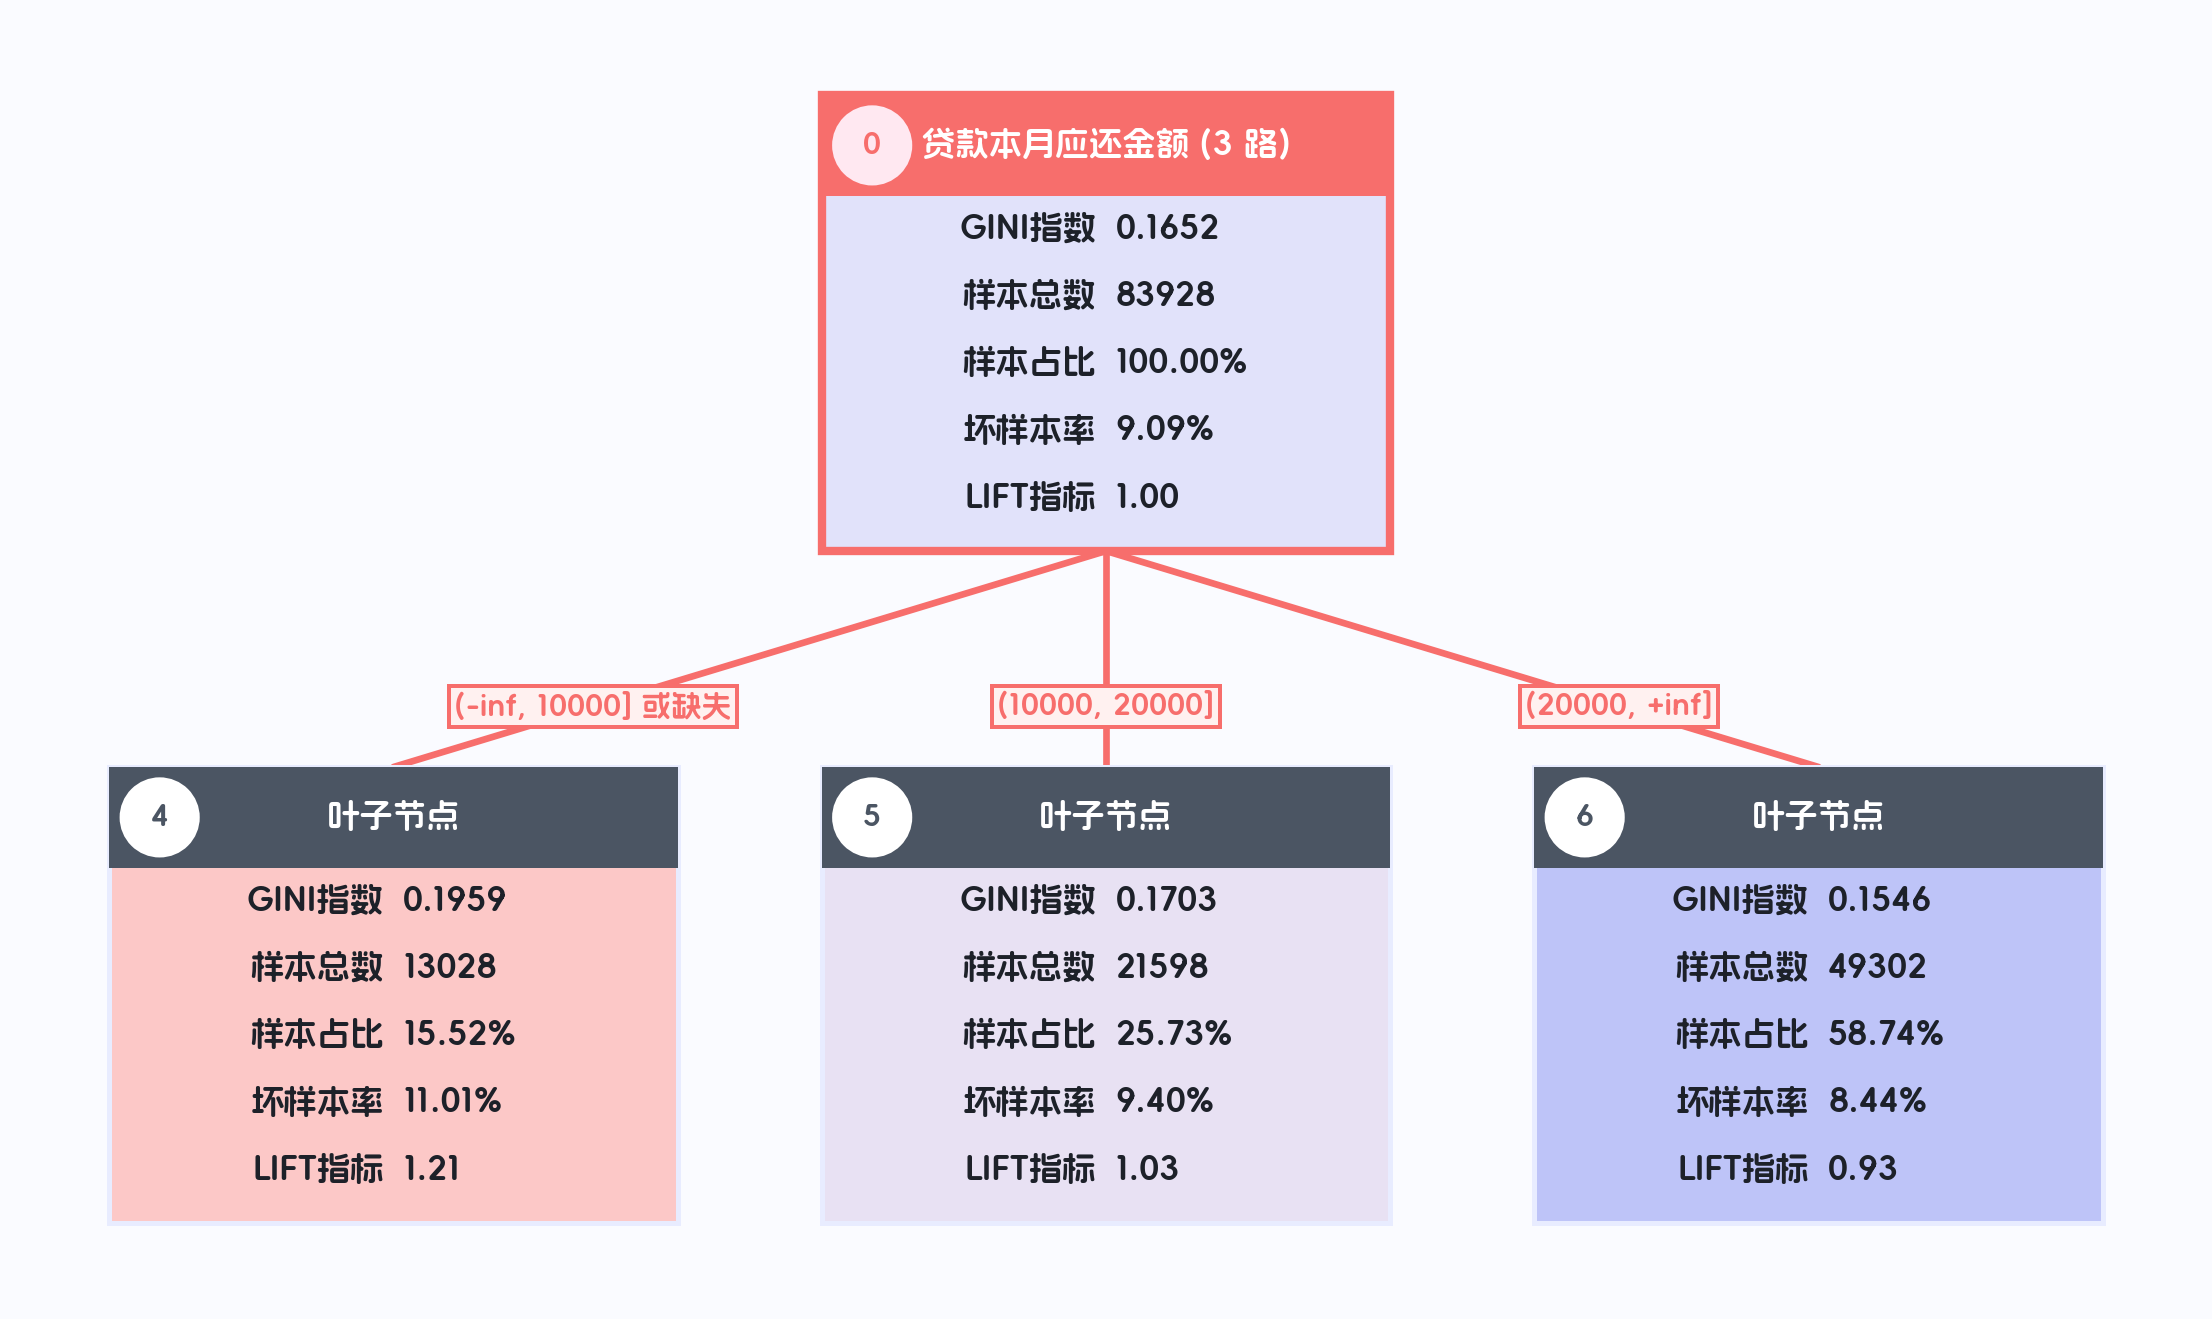 0 贷款本月应还金额 (3 路)
GINI指数 0.1652
样本总数 83928
样本占比 100.00%
坏样本率 9.09%
LIFT指标 1.00
(-inf, 10000] 或缺失
(10000, 20000]
(20000, +inf]
4 叶子节点
GINI指数 0.1959
样本总数 13028
样本占比 15.52%
坏样本率 11.01%
LIFT指标 1.21
5 叶子节点
GINI指数 0.1703
样本总数 21598
样本占比 25.73%
坏样本率 9.40%
LIFT指标 1.03
6 叶子节点
GINI指数 0.1546
样本总数 49302
样本占比 58.74%
坏样本率 8.44%
LIFT指标 0.93